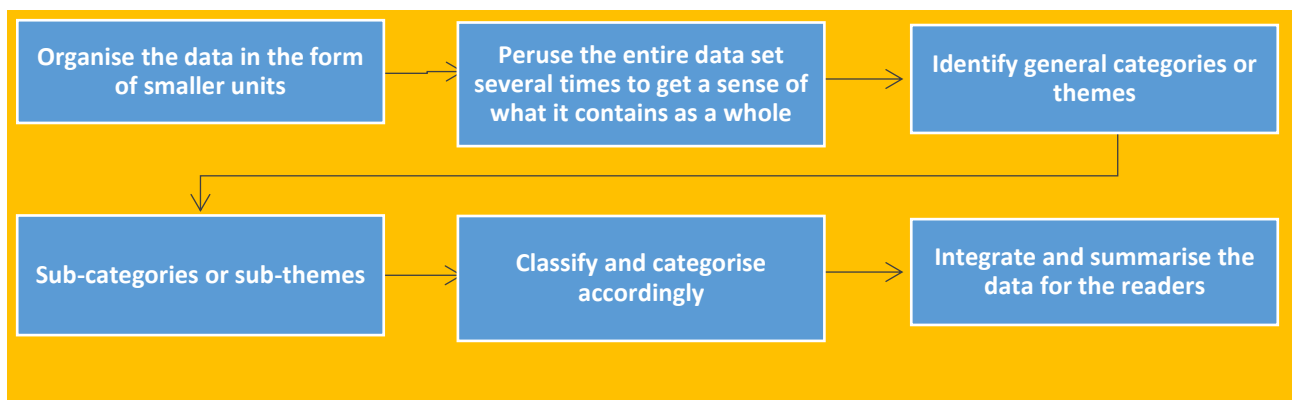 Organise the data in the form
of smaller units
Peruse the entire data set
several times to get a sense of
what it contains as a whole
Identify general categories or
themes
Sub-categories or sub-themes
Classify and categorise
accordingly
Integrate and summarise the
data for the readers